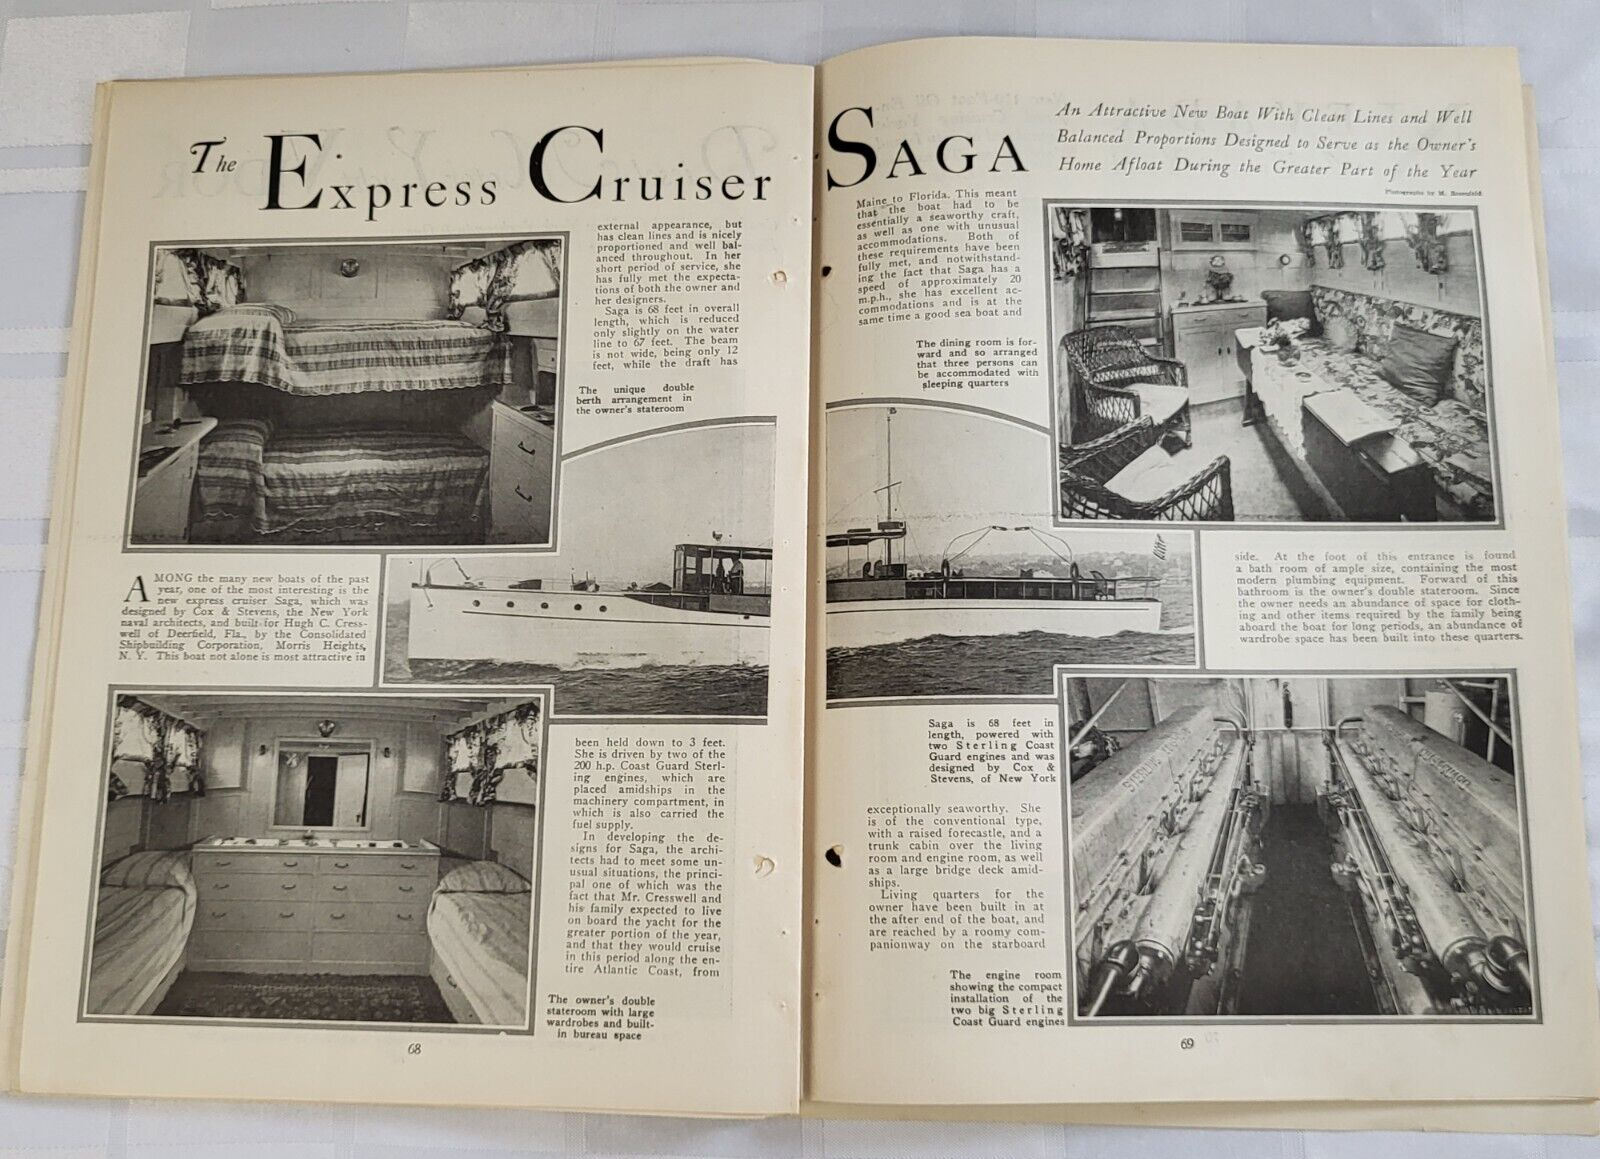 The Express Cruiser SAGA
An Attractive New Boat With Clean Lines and Well
Balanced Proportions Designed to Serve as the Owner's
Home Afloat During the Greater Part of the Year
Photographs by M. Rosenfeld
AMONG the many new boats of the past
year, one of the most interesting is the
new express cruiser Saga, which was
designed by Cox & Stevens, the New York
naval architects, and built for Hugh C. Cress-
well of Deerfield, Fla., by the Consolidated
Shipbuilding Corporation, Morris Heights,
N. Y. This boat not alone is most attractive in
external appearance, but
has clean lines and is nicely
proportioned and well bal-
anced throughout. In her
short period of service, she
has fully met the expecta-
tions of both the owner and
her designers.
Saga is 68 feet in overall
length, which is reduced
only slightly on the water
line to 67 feet. The beam
is not wide, being only 12
feet, while the draft has
The unique double
berth arrangement in
the owner's stateroom
been held down to 3 feet.
She is driven by two of the
200 h.p. Coast Guard Sterl-
ing engines, which are
placed amidships in the
machinery compartment, in
which is also carried the
fuel supply.
In developing the de-
signs for Saga, the archi-
tects had to meet some un-
usual situations, the princi-
pal one of which was the
fact that Mr. Cresswell and
his family expected to live
on board the yacht for the
greater portion of the year,
and that they would cruise
in this period along the en-
tire Atlantic Coast, from
The owner's double
stateroom with large
wardrobes and built-
in bureau space
68
Maine to Florida. This meant
that the boat had to be
essentially a seaworthy craft,
as well as one with unusual
accommodations. Both of
these requirements have been
fully met, and notwithstand-
ing the fact that Saga has a
speed of approximately 20
m.p.h., she has excellent ac-
commodations and is at the
same time a good sea boat and
The dining room is for-
ward and so arranged
that three persons can
be accommodated with
sleeping quarters
Saga is 68 feet in
length, powered with
two Sterling Coast
Guard engines and was
designed by Cox &
Stevens, of New York
exceptionally seaworthy. She
is of the conventional type,
with a raised forecastle, and a
trunk cabin over the living
room and engine room, as well
as a large bridge deck amid-
ships.
Living quarters for the
owner have been built in at
the after end of the boat, and
are reached by a roomy com-
panionway on the starboard
The engine room
showing the compact
installation of the
two big Sterling
Coast Guard engines
side. At the foot of this entrance is found
a bath room of ample size, containing the most
modern plumbing equipment. Forward of this
bathroom is the owner's double stateroom. Since
the owner needs an abundance of space for cloth-
ing and other items required by the family being
aboard the boat for long periods, an abundance of
wardrobe space has been built into these quarters.
STERLING
69